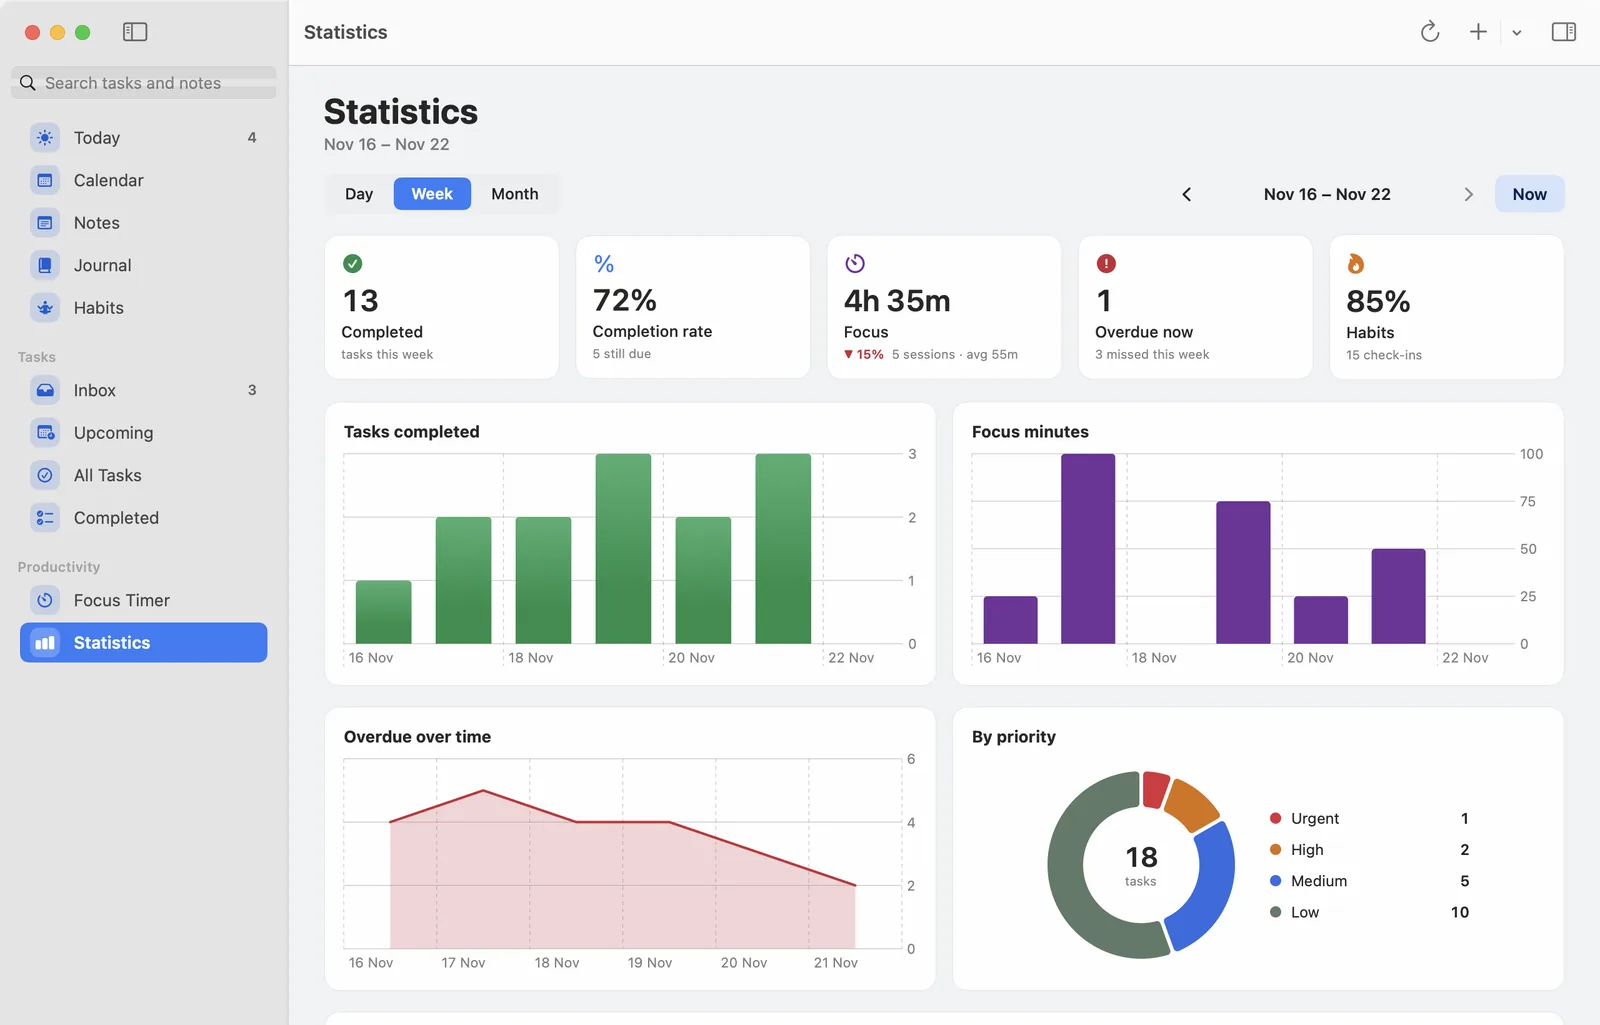 Statistics
Search tasks and notes
Today 4
Calendar
Notes
Journal
Habits
Tasks
Inbox 3
Upcoming
All Tasks
Completed
Productivity
Focus Timer
Statistics
Statistics
Nov 16 – Nov 22
Day Week Month
Nov 16 – Nov 22 Now
13
Completed
tasks this week
%
72%
Completion rate
5 still due
4h 35m
Focus
▼ 15% 5 sessions · avg 55m
1
Overdue now
3 missed this week
85%
Habits
15 check-ins
Tasks completed
3
2
1
0
16 Nov 18 Nov 20 Nov 22 Nov
Focus minutes
100
75
50
25
0
16 Nov 18 Nov 20 Nov 22 Nov
Overdue over time
6
4
2
0
16 Nov 17 Nov 18 Nov 19 Nov 20 Nov 21 Nov
By priority
18
tasks
Urgent 1
High 2
Medium 5
Low 10